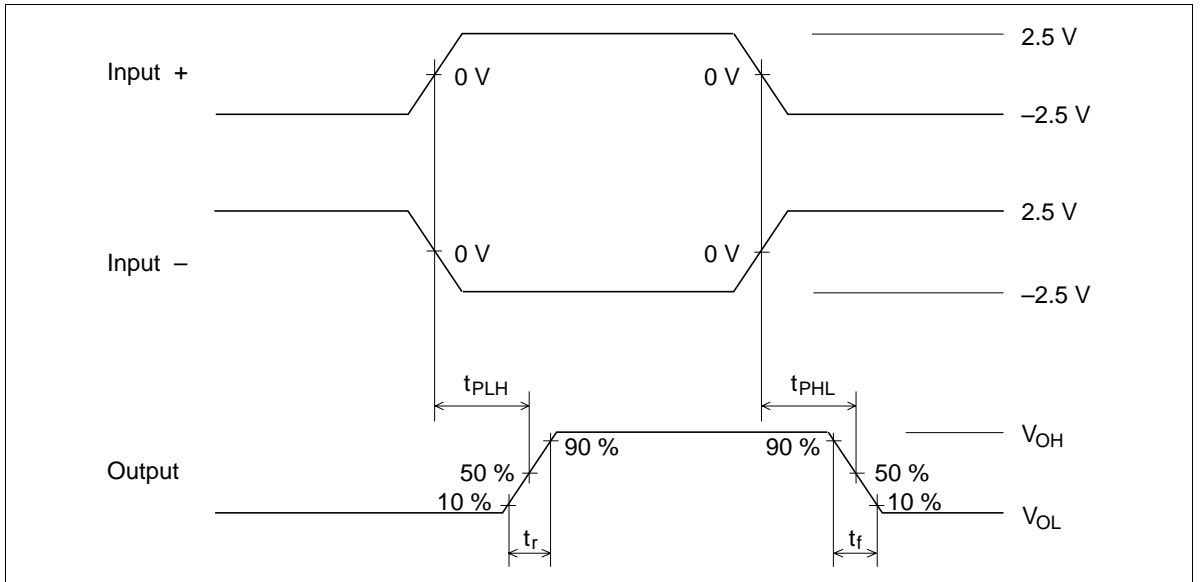 2.5 V
Input +
0 V
0 V
–2.5 V
2.5 V
Input –
0 V
0 V
–2.5 V
tPLH
tPHL
90 %
90 %
VOH
Output
50 %
50 %
10 %
10 %
VOL
tr
tf